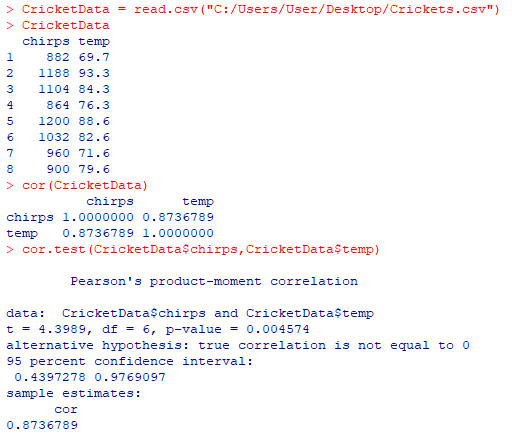 > CricketData = read.csv("C:/Users/User/Desktop/Crickets.csv")
> CricketData
  chirps temp
1    882 69.7
2   1188 93.3
3   1104 84.3
4    864 76.3
5   1200 88.6
6   1032 82.6
7    960 71.6
8    900 79.6
> cor(CricketData)
          chirps      temp
chirps 1.0000000 0.8736789
temp   0.8736789 1.0000000
> cor.test(CricketData$chirps,CricketData$temp)
        Pearson's product-moment correlation
data:  CricketData$chirps and CricketData$temp
t = 4.3989, df = 6, p-value = 0.004574
alternative hypothesis: true correlation is not equal to 0
95 percent confidence interval:
 0.4397278 0.9769097
sample estimates:
      cor
0.8736789